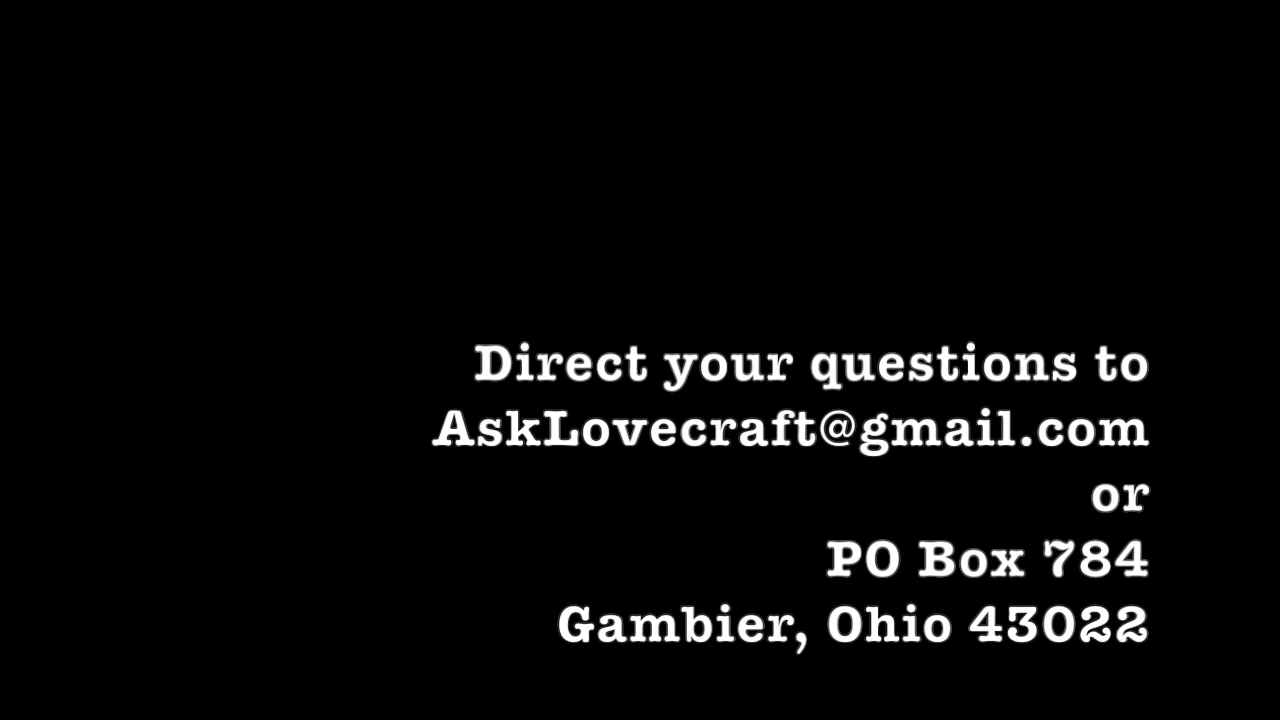 Direct your questions to
AskLovecraft@gmail.com
or
PO Box 784
Gambier, Ohio 43022